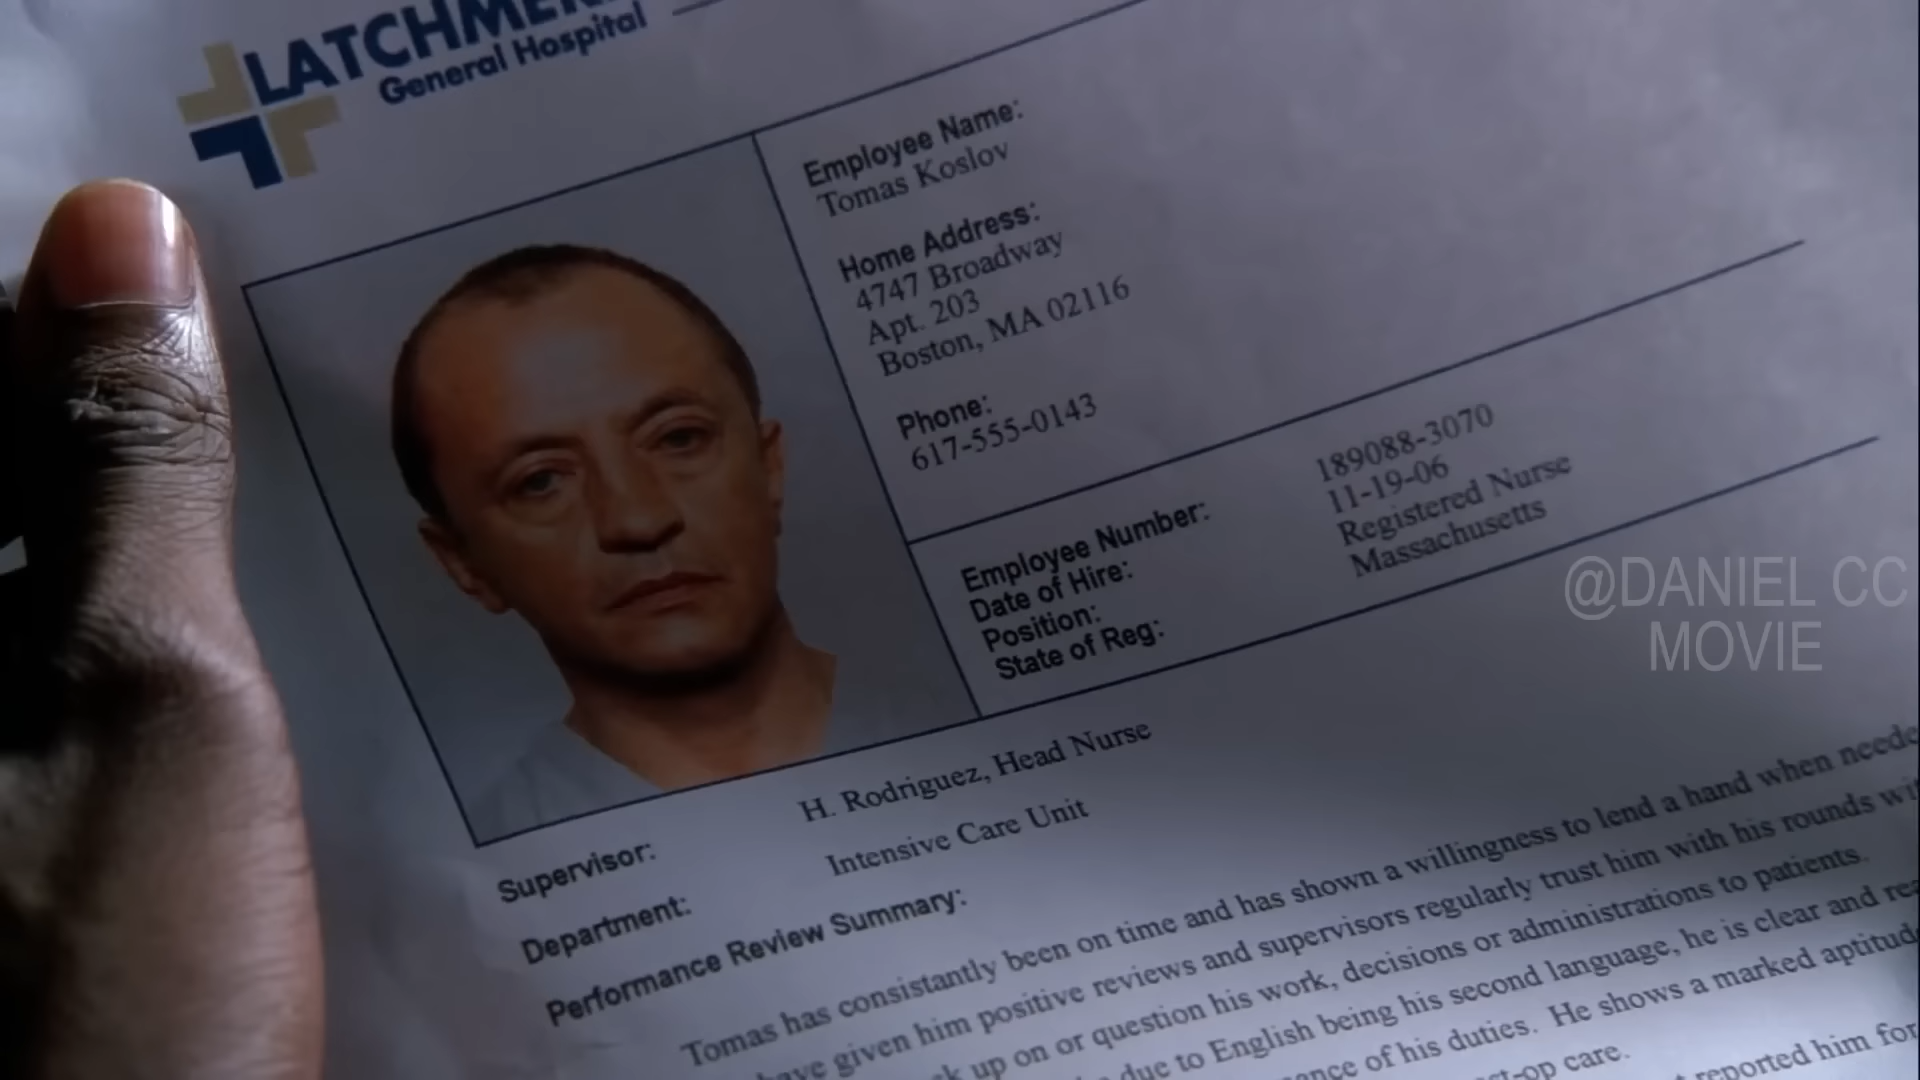 LATCHMER
General Hospital
Employee Name:
Tomas Koslov
Home Address:
4747 Broadway
Apt. 203
Boston, MA 02116
Phone:
617-555-0143
Employee Number: 189088-3070
Date of Hire: 11-19-06
Position: Registered Nurse
State of Reg: Massachusetts
@DANIEL CC
MOVIE
Supervisor: H. Rodriguez, Head Nurse
Department: Intensive Care Unit
Performance Review Summary:
Tomas has consistantly been on time and has shown a willingness to lend a hand when neede
have given him positive reviews and supervisors regularly trust him with his rounds wit
up on or question his work, decisions or administrations to patients.
due to English being his second language, he is clear and rea
of his duties. He shows a marked aptitud
care.
reported him for